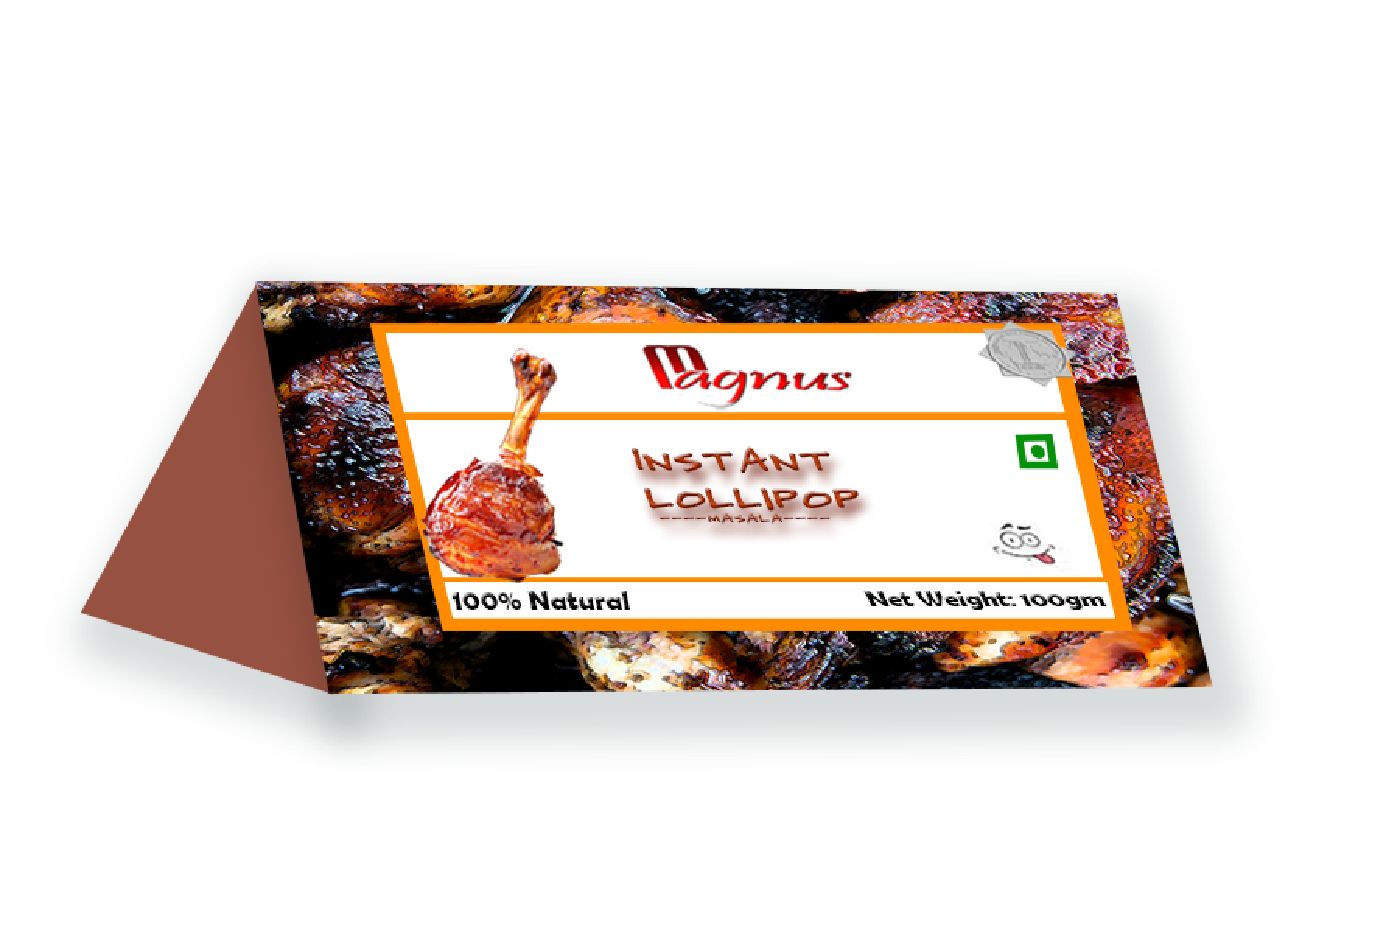 Magnus
INSTANT
LOLLIPOP
----MASALA----
100% Natural
Net Weight: 100gm